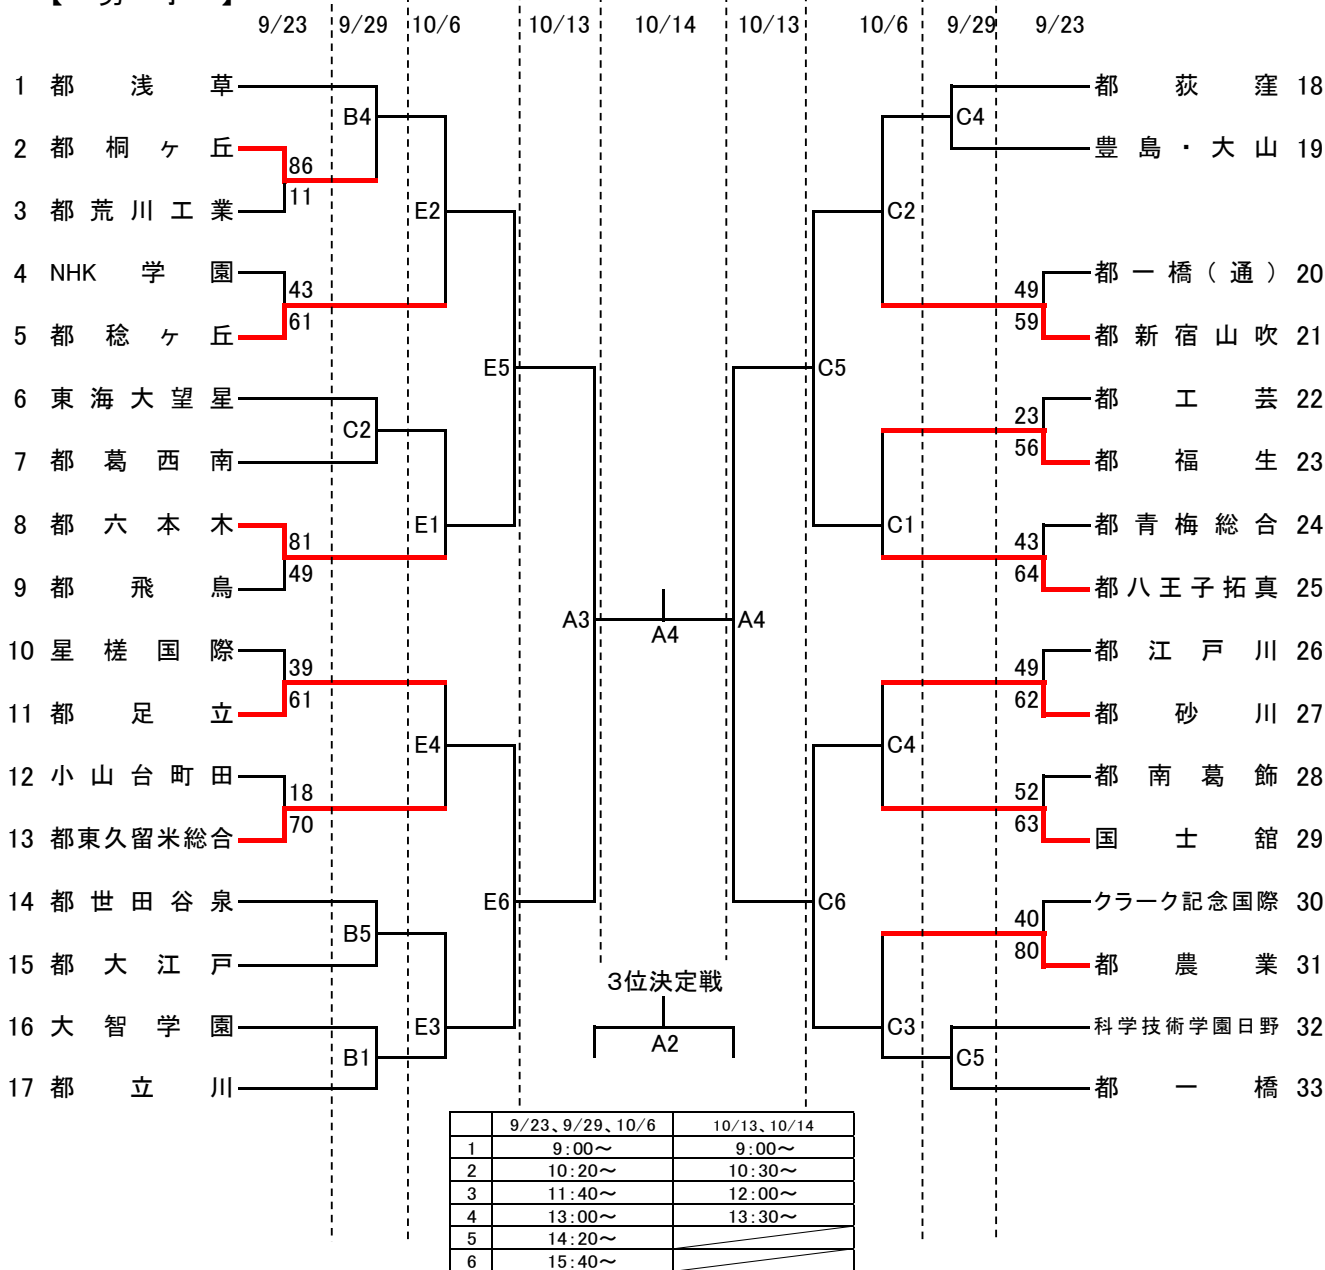 9/23 9/29 10/6 10/13 10/14 10/13 10/6 9/29 9/23
1 都浅草
B4
2 都桐ヶ丘
86
11
3 都荒川工業
E2
4 NHK学園
43
61
5 都稔ヶ丘
E5
6 東海大望星
C2
7 都葛西南
8 都六本木
E1
81
49
9 都飛鳥
A3
10 星槎国際
39
61
11 都足立
E4
12 小山台町田
18
70
13 都東久留米総合
14 都世田谷泉
E6
B5
15 都大江戸
16 大智学園
E3
B1
17 都立川
A4
3位決定戦
A2
都荻窪 18
C4
豊島・大山 19
C2
都一橋(通) 20
49
59
都新宿山吹 21
C5
都工芸 22
23
56
都福生 23
C1
都青梅総合 24
43
64
都八王子拓真 25
A4
都江戸川 26
49
62
都砂川 27
C4
都南葛飾 28
52
63
国士舘 29
C6
クラーク記念国際 30
40
80
都農業 31
C3
科学技術学園日野 32
C5
都一橋 33
9/23、9/29、10/6 10/13、10/14
1 9:00～ 9:00～
2 10:20～ 10:30～
3 11:40～ 12:00～
4 13:00～ 13:30～
5 14:20～
6 15:40～